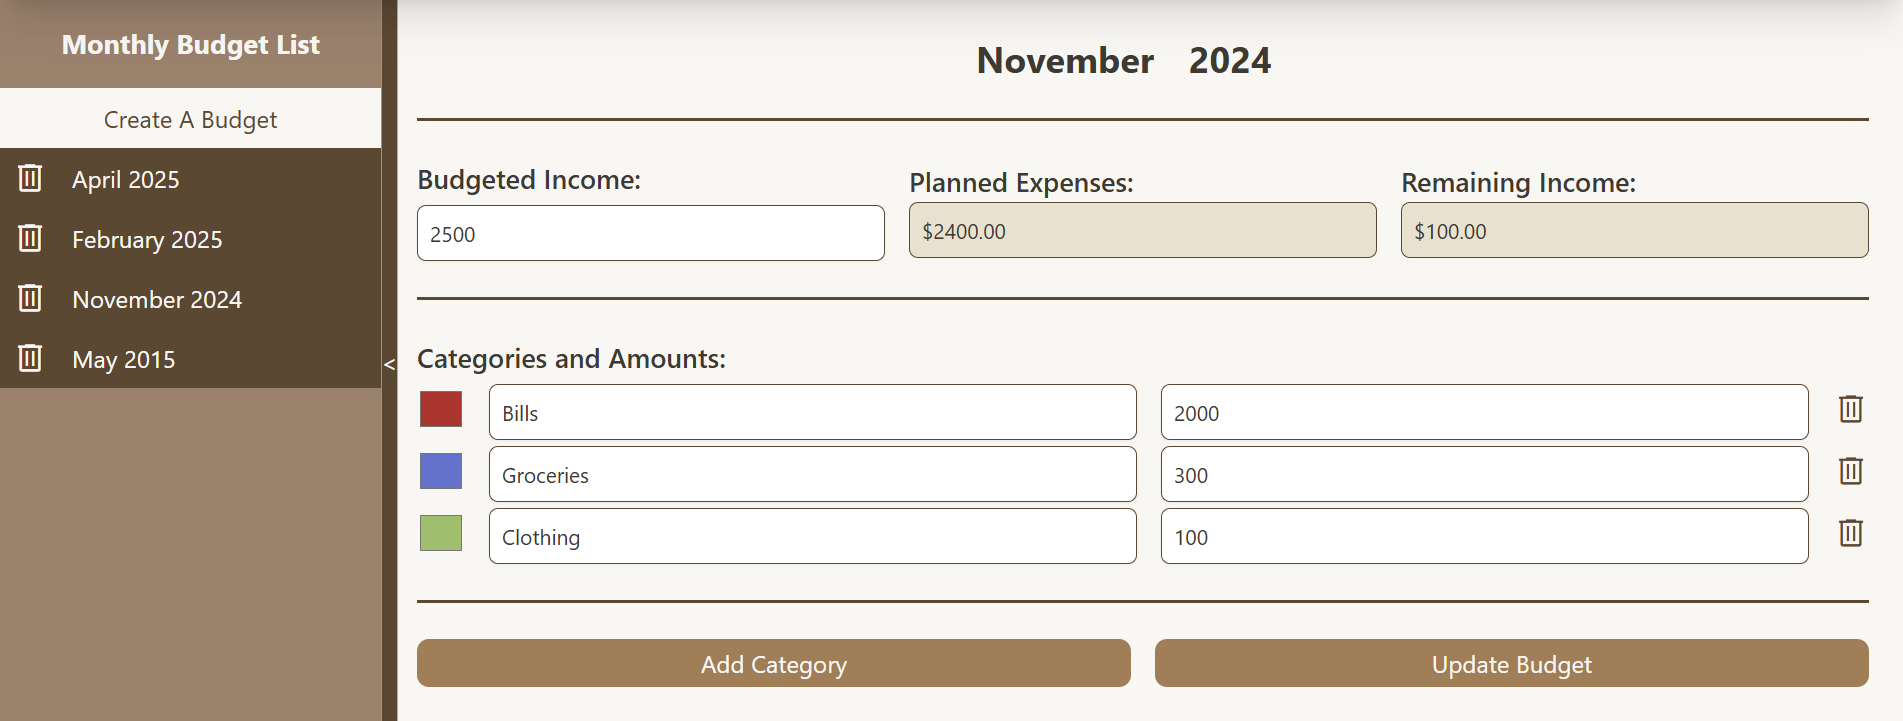 Monthly Budget List
Create A Budget
April 2025
February 2025
November 2024
May 2015
<
November 2024
Budgeted Income:
2500
Planned Expenses:
$2400.00
Remaining Income:
$100.00
Categories and Amounts:
Bills 2000
Groceries 300
Clothing 100
Add Category Update Budget